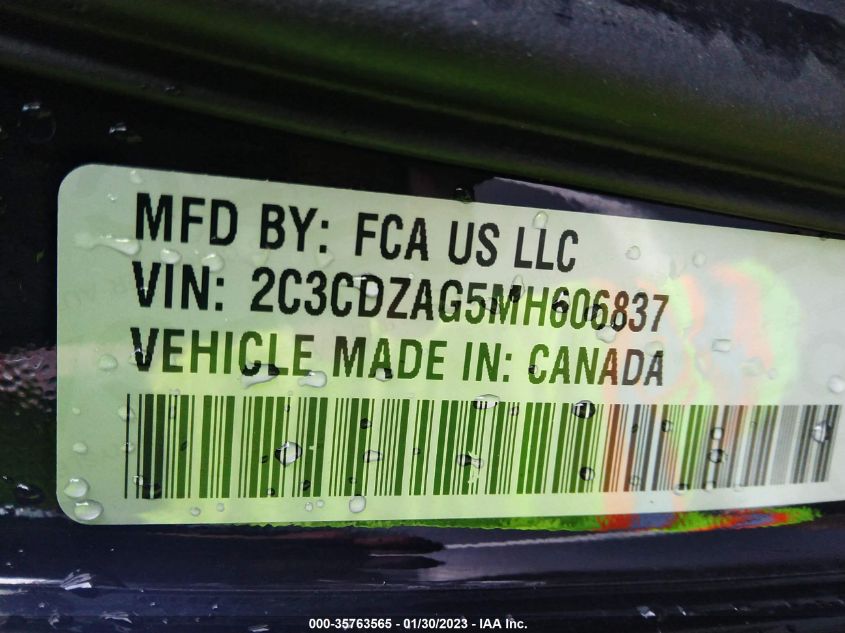 MFD BY: FCA US LLC
VIN: 2C3CDZAG5MH606837
VEHICLE MADE IN: CANADA
000-35763565 - 01/30/2023 - IAA Inc.